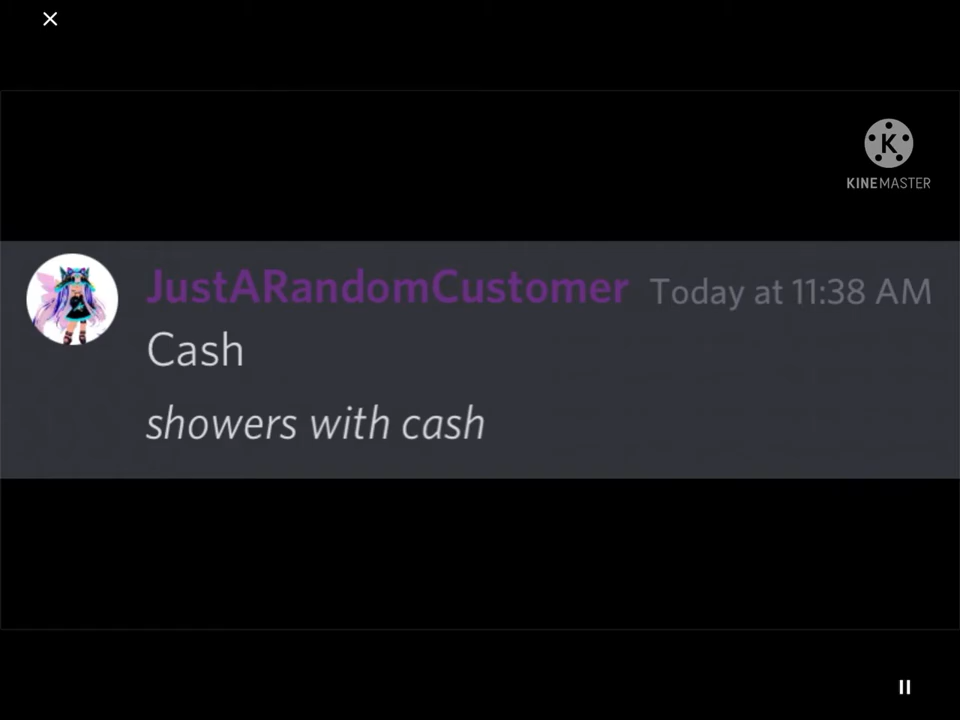 K
KINEMASTER
JustARandomCustomer Today at 11:38 AM
Cash
showers with cash